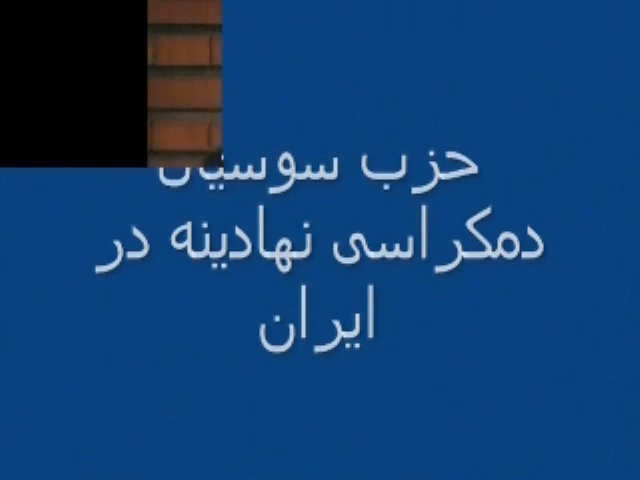 حزب سوسیال
دمکراسی نهادینه در
ایران